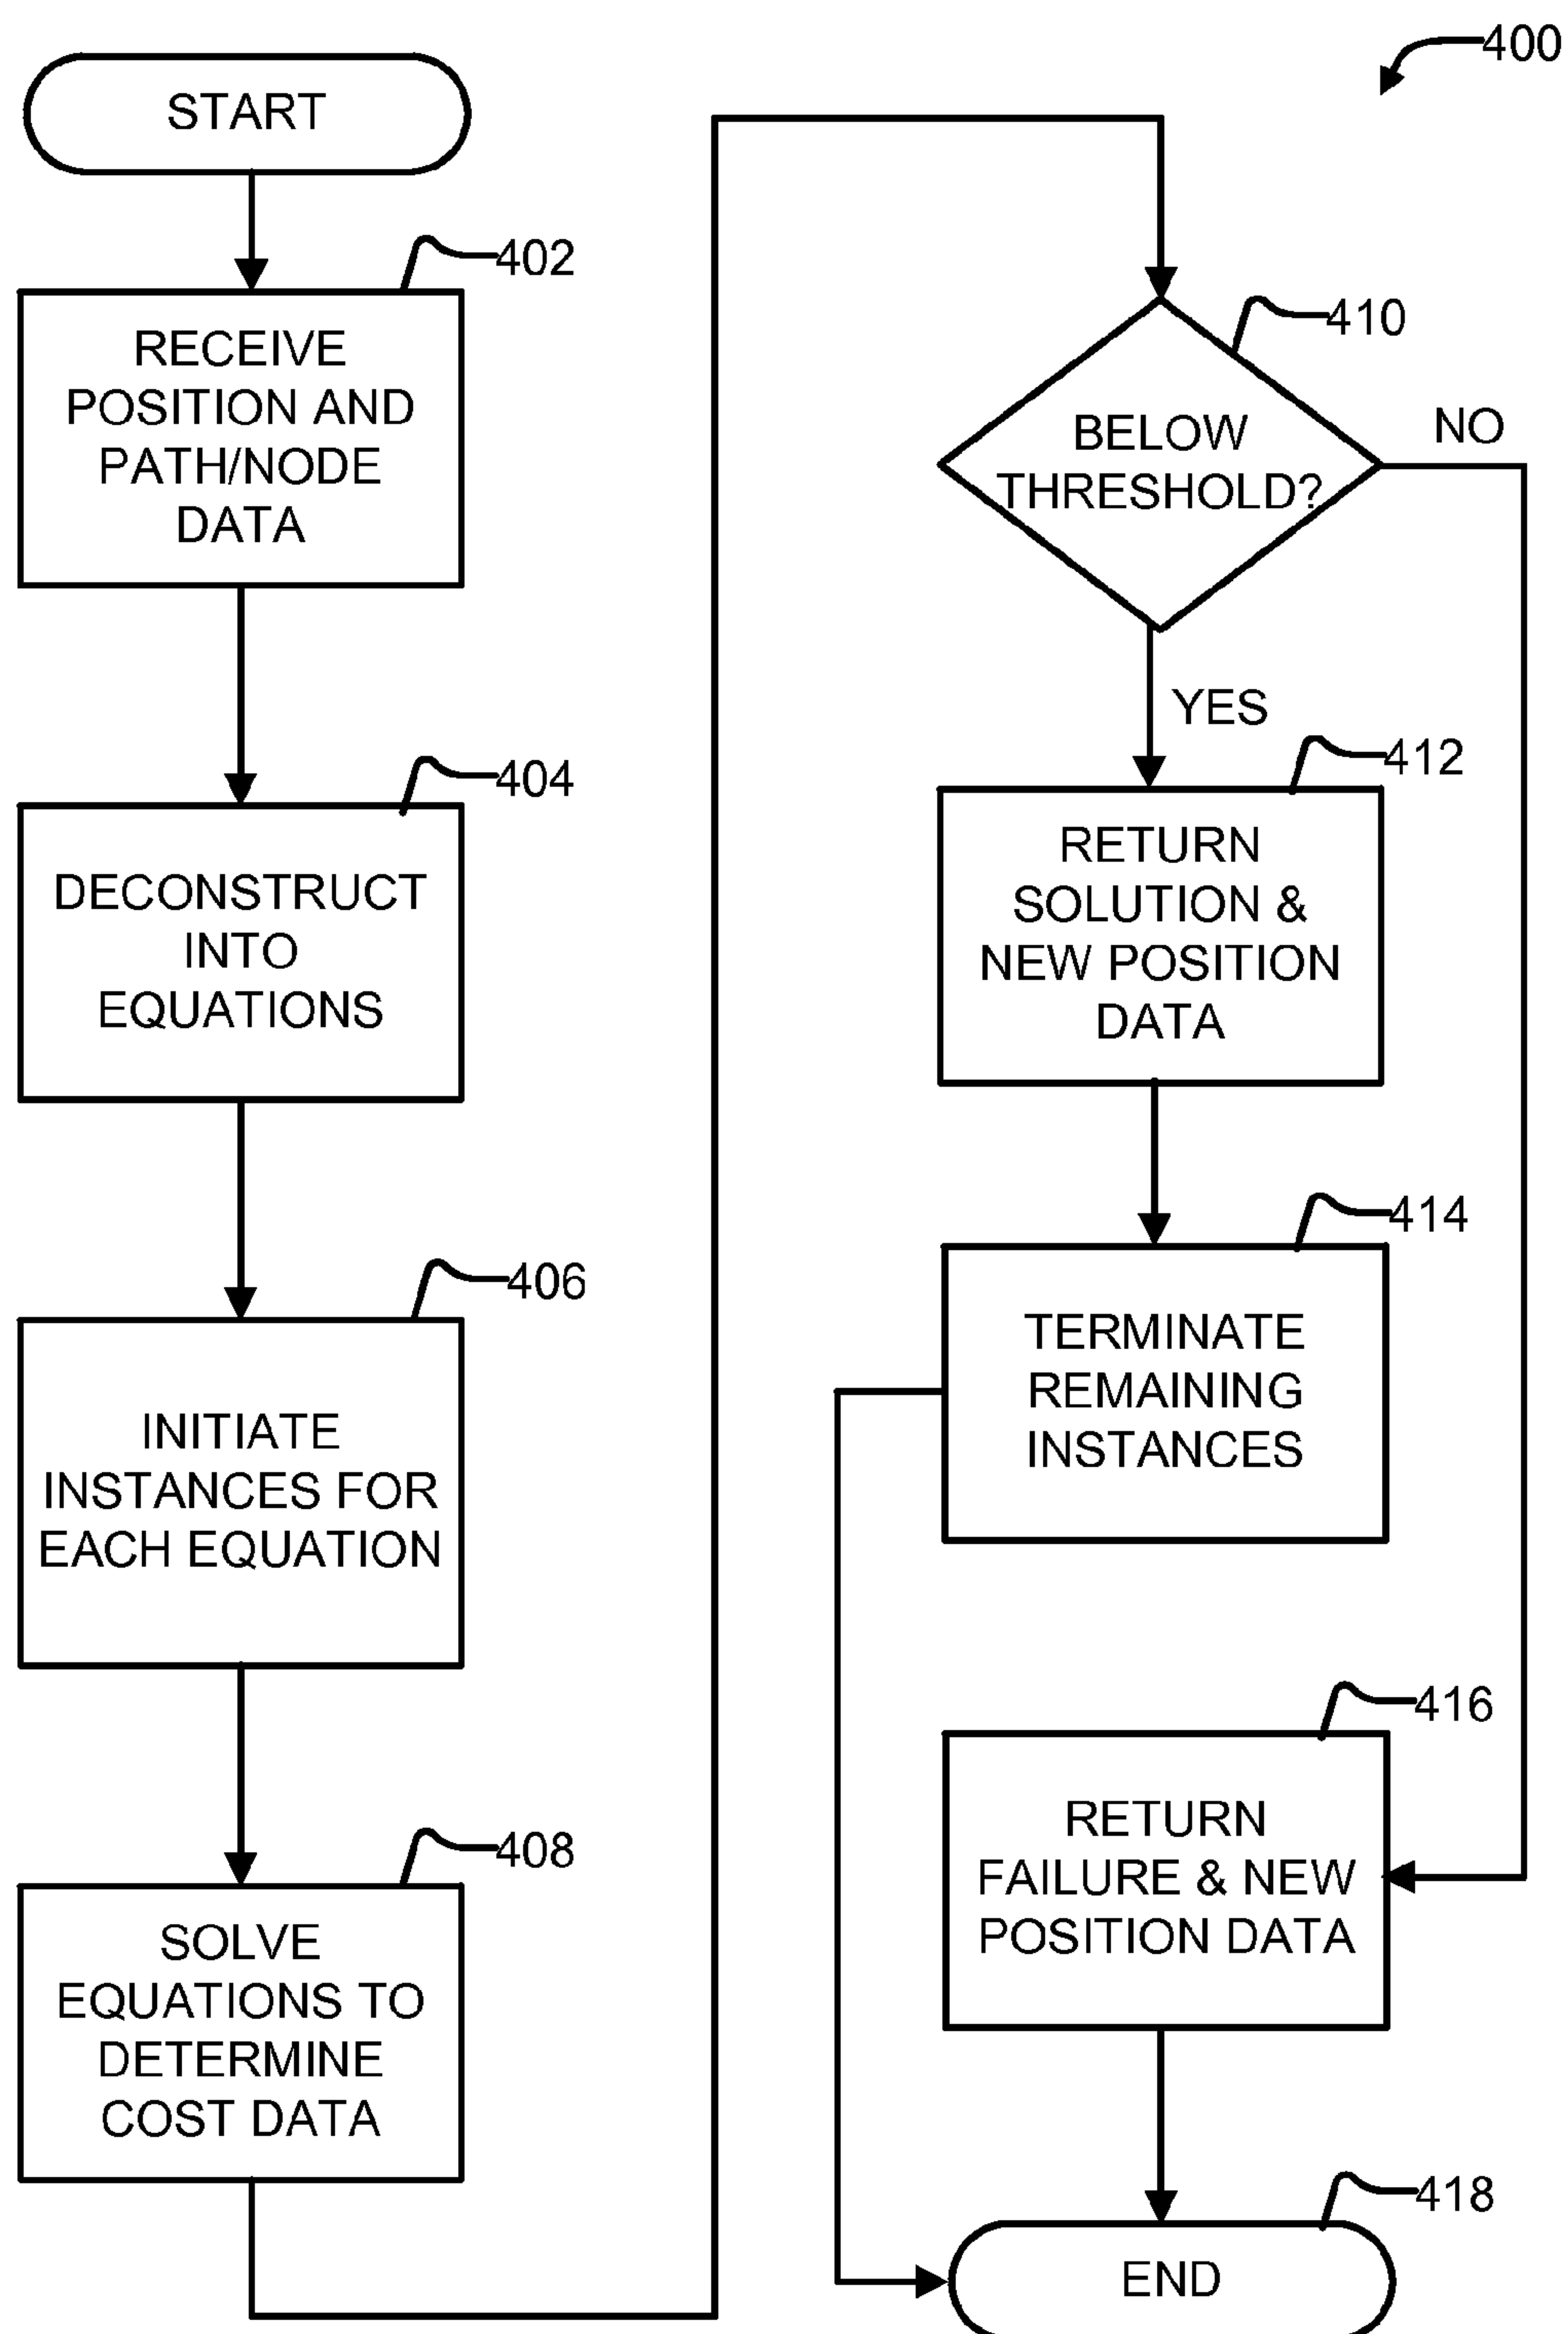 400
START
402
RECEIVE
POSITION AND
PATH/NODE
DATA
404
DECONSTRUCT
INTO
EQUATIONS
406
INITIATE
INSTANCES FOR
EACH EQUATION
408
SOLVE
EQUATIONS TO
DETERMINE
COST DATA
410
BELOW
THRESHOLD?
NO
YES
412
RETURN
SOLUTION &
NEW POSITION
DATA
414
TERMINATE
REMAINING
INSTANCES
416
RETURN
FAILURE & NEW
POSITION DATA
418
END